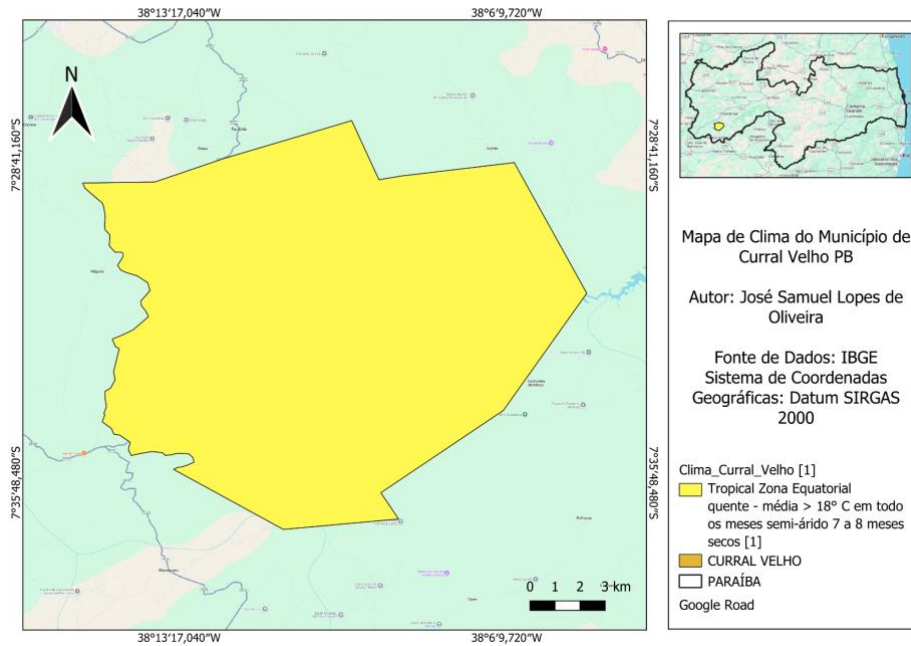 38°13'17,040"W
38°6'9,720"W
N
7°28'41,160"S
7°28'41,160"S
7°35'48,480"S
7°35'48,480"S
0 1 2 3 km
38°13'17,040"W
38°6'9,720"W
Mapa de Clima do Município de
Curral Velho PB
Autor: José Samuel Lopes de
Oliveira
Fonte de Dados: IBGE
Sistema de Coordenadas
Geográficas: Datum SIRGAS
2000
Clima_Curral_Velho [1]
Tropical Zona Equatorial
quente - média > 18° C em todo
os meses semi-árido 7 a 8 meses
secos [1]
CURRAL VELHO
PARAÍBA
Google Road